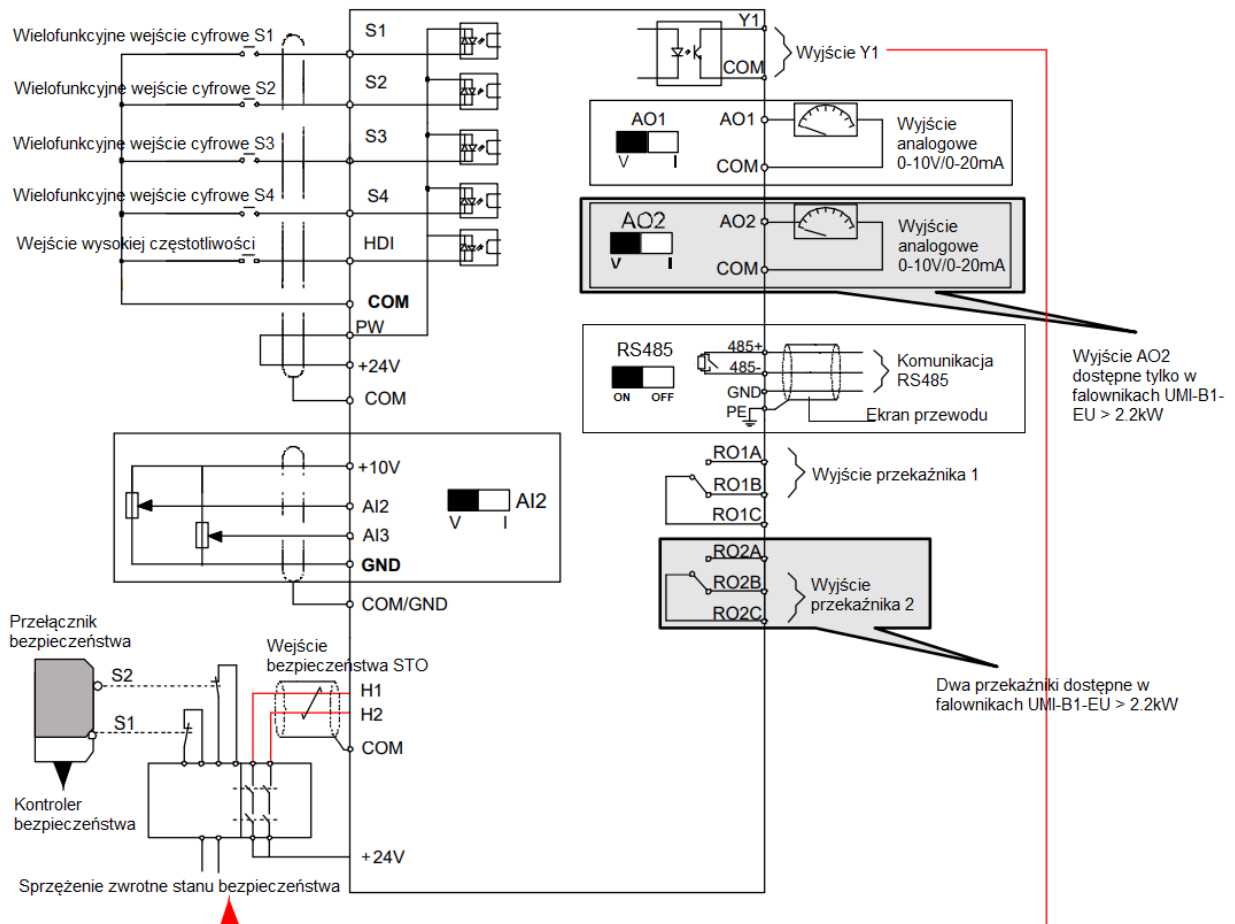 Wielofunkcyjne wejście cyfrowe S1
S1
Wielofunkcyjne wejście cyfrowe S2
S2
Wielofunkcyjne wejście cyfrowe S3
S3
Wielofunkcyjne wejście cyfrowe S4
S4
Wejście wysokiej częstotliwości
HDI
COM
PW
+24V
COM
+10V
AI2
AI3
GND
V I
AI2
COM/GND
Przełącznik
bezpieczeństwa
S2
S1
Wejście
bezpieczeństwa STO
H1
H2
COM
Kontroler
bezpieczeństwa
+24V
Sprzężenie zwrotne stanu bezpieczeństwa
Y1
COM
Wyjście Y1
AO1
V I
AO1
COM
Wyjście
analogowe
0-10V/0-20mA
AO2
V I
AO2
COM
Wyjście
analogowe
0-10V/0-20mA
Wyjście AO2
dostępne tylko w
falownikach UMI-B1-
EU > 2.2kW
RS485
ON OFF
485+
485-
GND
PE
Komunikacja
RS485
Ekran przewodu
RO1A
RO1B
RO1C
Wyjście przekaźnika 1
RO2A
RO2B
RO2C
Wyjście
przekaźnika 2
Dwa przekaźniki dostępne w
falownikach UMI-B1-EU > 2.2kW